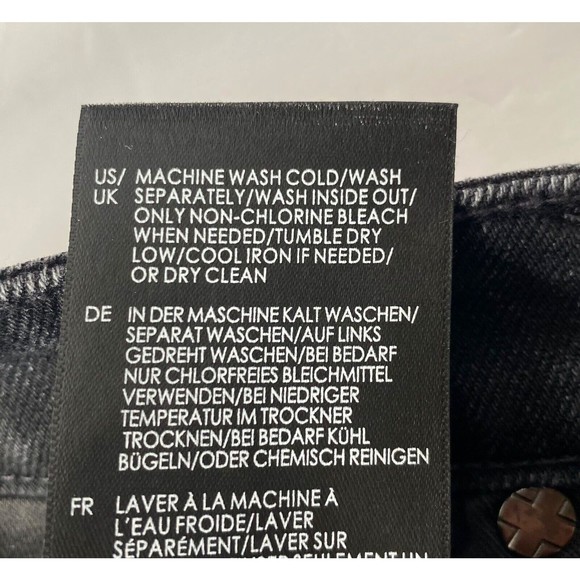 US/ MACHINE WASH COLD/WASH
UK SEPARATELY/WASH INSIDE OUT/
ONLY NON-CHLORINE BLEACH
WHEN NEEDED/TUMBLE DRY
LOW/COOL IRON IF NEEDED/
OR DRY CLEAN
DE IN DER MASCHINE KALT WASCHEN/
SEPARAT WASCHEN/AUF LINKS
GEDREHT WASCHEN/BEI BEDARF
NUR CHLORFREIES BLEICHMITTEL
VERWENDEN/BEI NIEDRIGER
TEMPERATUR IM TROCKNER
TROCKNEN/BEI BEDARF KÜHL
BÜGELN/ODER CHEMISCH REINIGEN
FR LAVER À LA MACHINE À
L'EAU FROIDE/LAVER
SÉPARÉMENT/LAVER SUR
SEULEMENT UN